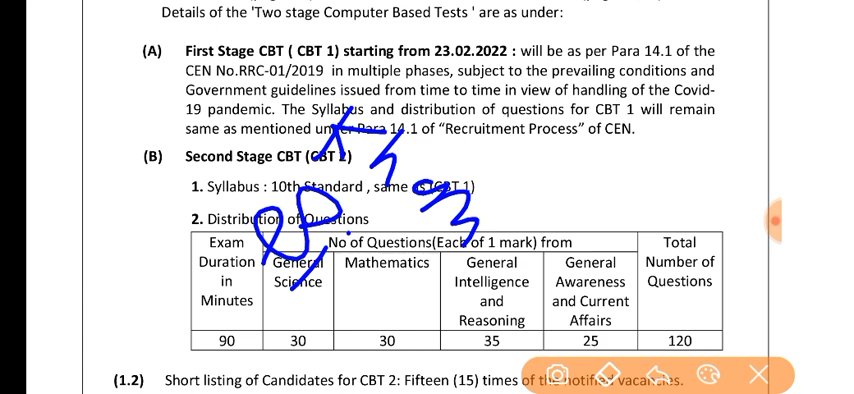 Details of the 'Two stage Computer Based Tests ' are as under:
(A) First Stage CBT ( CBT 1) starting from 23.02.2022 : will be as per Para 14.1 of the
CEN No.RRC-01/2019 in multiple phases, subject to the prevailing conditions and
Government guidelines issued from time to time in view of handling of the Covid-
19 pandemic. The Syllabus and distribution of questions for CBT 1 will remain
same as mentioned under Para 14.1 of “Recruitment Process” of CEN.
(B) Second Stage CBT (CBT 2)
1. Syllabus : 10th Standard , same as (CBT 1)
2. Distribution of Questions
Exam Duration in Minutes No of Questions(Each of 1 mark) from Total Number of Questions
General Science Mathematics General Intelligence and Reasoning General Awareness and Current Affairs
90 30 30 35 25 120
(1.2) Short listing of Candidates for CBT 2: Fifteen (15) times of the notified vacancies.